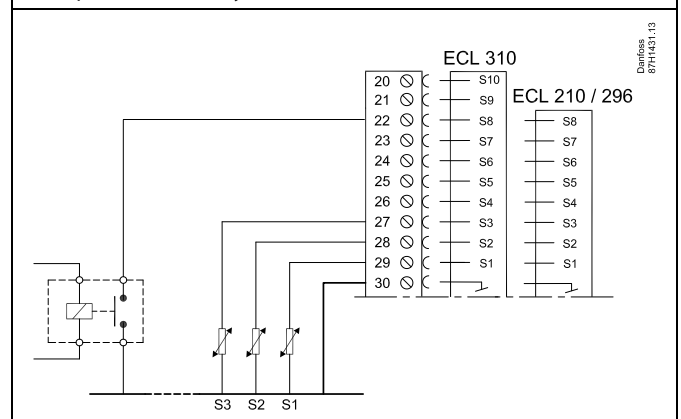 Danfoss
87H1431.13
ECL 310
ECL 210 / 296
20 S10
21 S9
22 S8 S8
23 S7 S7
24 S6 S6
25 S5 S5
26 S4 S4
27 S3 S3
28 S2 S2
29 S1 S1
30
S3 S2 S1